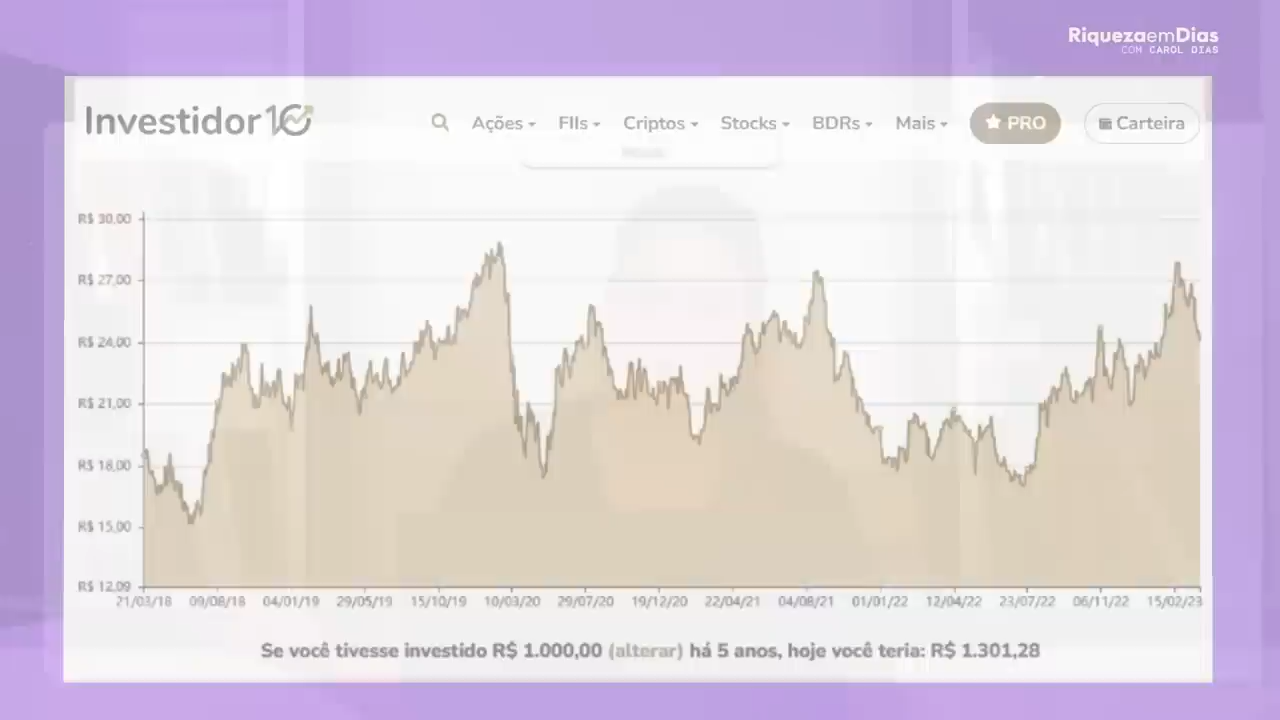 RiquezaemDias
COM CAROL DIAS
Investidor10
Ações FIIs Criptos Stocks BDRs Mais PRO Carteira
R$ 30,00
R$ 27,00
R$ 24,00
R$ 21,00
R$ 18,00
R$ 15,00
R$ 12,09
21/03/18 09/08/18 04/01/19 29/05/19 15/10/19 10/03/20 29/07/20 19/12/20 22/04/21 04/08/21 01/01/22 12/04/22 23/07/22 06/11/22 15/02/23
Se você tivesse investido R$ 1.000,00 (alterar) há 5 anos, hoje você teria: R$ 1.301,28